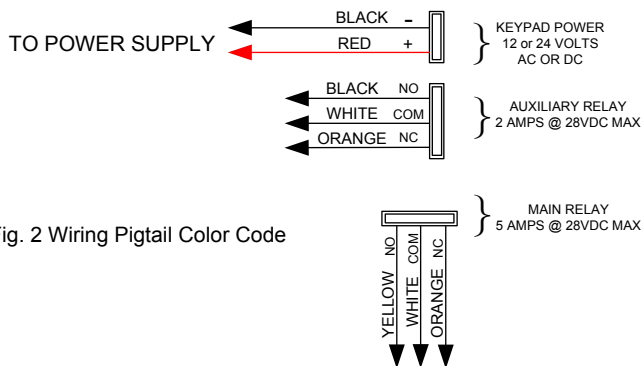 BLACK -
TO POWER SUPPLY RED +
KEYPAD POWER
12 or 24 VOLTS
AC OR DC
BLACK NO
WHITE COM
ORANGE NC
AUXILIARY RELAY
2 AMPS @ 28VDC MAX
MAIN RELAY
5 AMPS @ 28VDC MAX
ig. 2 Wiring Pigtail Color Code
YELLOW NO
WHITE COM
ORANGE NC